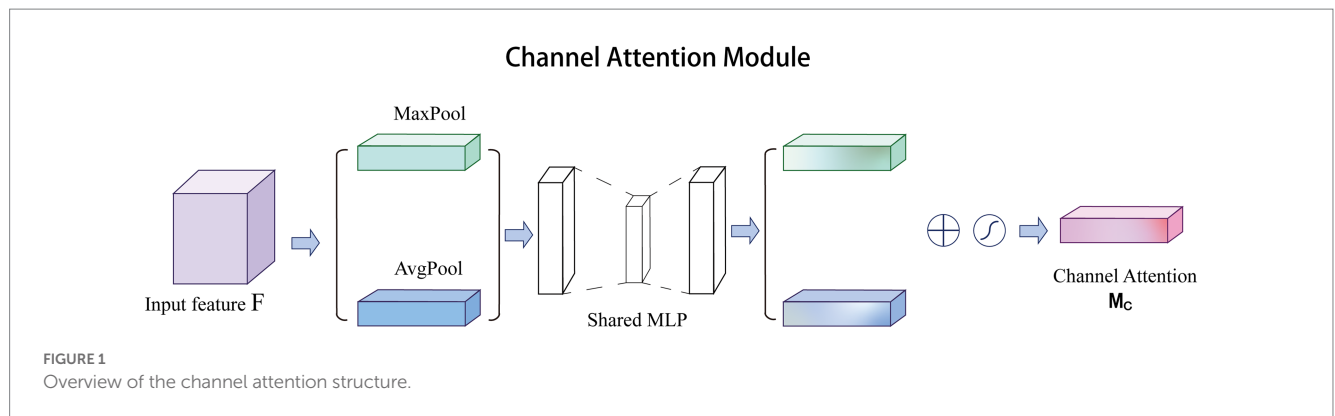 Channel Attention Module
MaxPool
AvgPool
Input feature F
Shared MLP
Channel Attention
Mc
FIGURE 1
Overview of the channel attention structure.